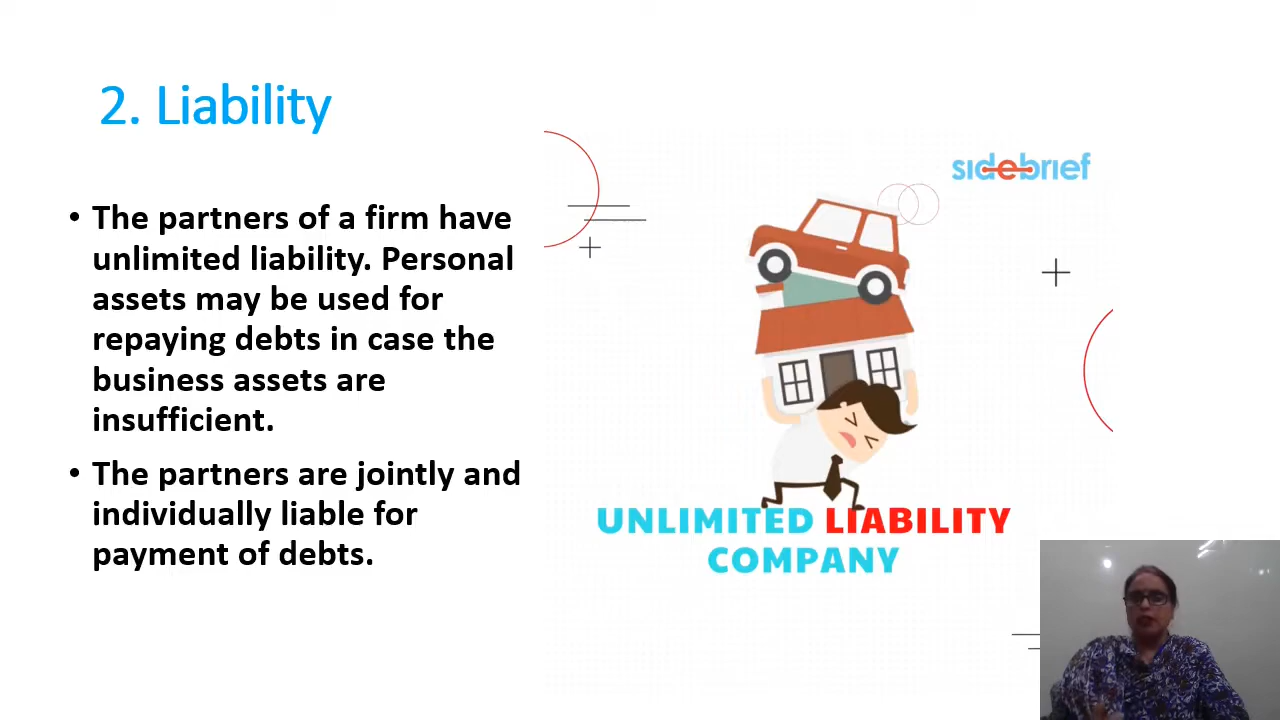 2. Liability
• The partners of a firm have
unlimited liability. Personal
assets may be used for
repaying debts in case the
business assets are
insufficient.
• The partners are jointly and
individually liable for
payment of debts.
sidebrief
UNLIMITED LIABILITY
COMPANY